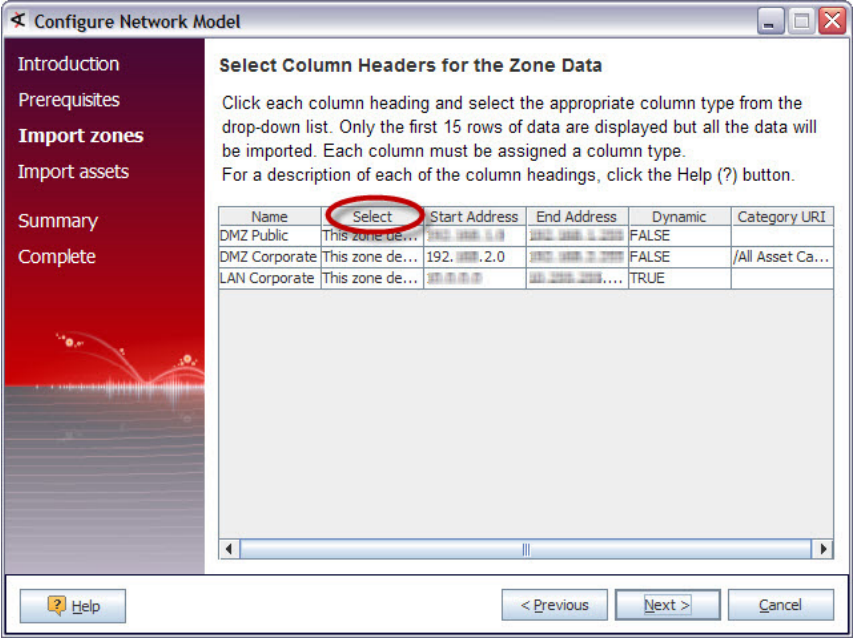 Configure Network Model
Introduction
Prerequisites
Import zones
Import assets
Summary
Complete
Select Column Headers for the Zone Data
Click each column heading and select the appropriate column type from the
drop-down list. Only the first 15 rows of data are displayed but all the data will
be imported. Each column must be assigned a column type.
For a description of each of the column headings, click the Help (?) button.
Name Select Start Address End Address Dynamic Category URI
DMZ Public This zone de... FALSE
DMZ Corporate This zone de... 192. .2.0 FALSE /All Asset Ca...
LAN Corporate This zone de... TRUE
? Help
< Previous
Next >
Cancel